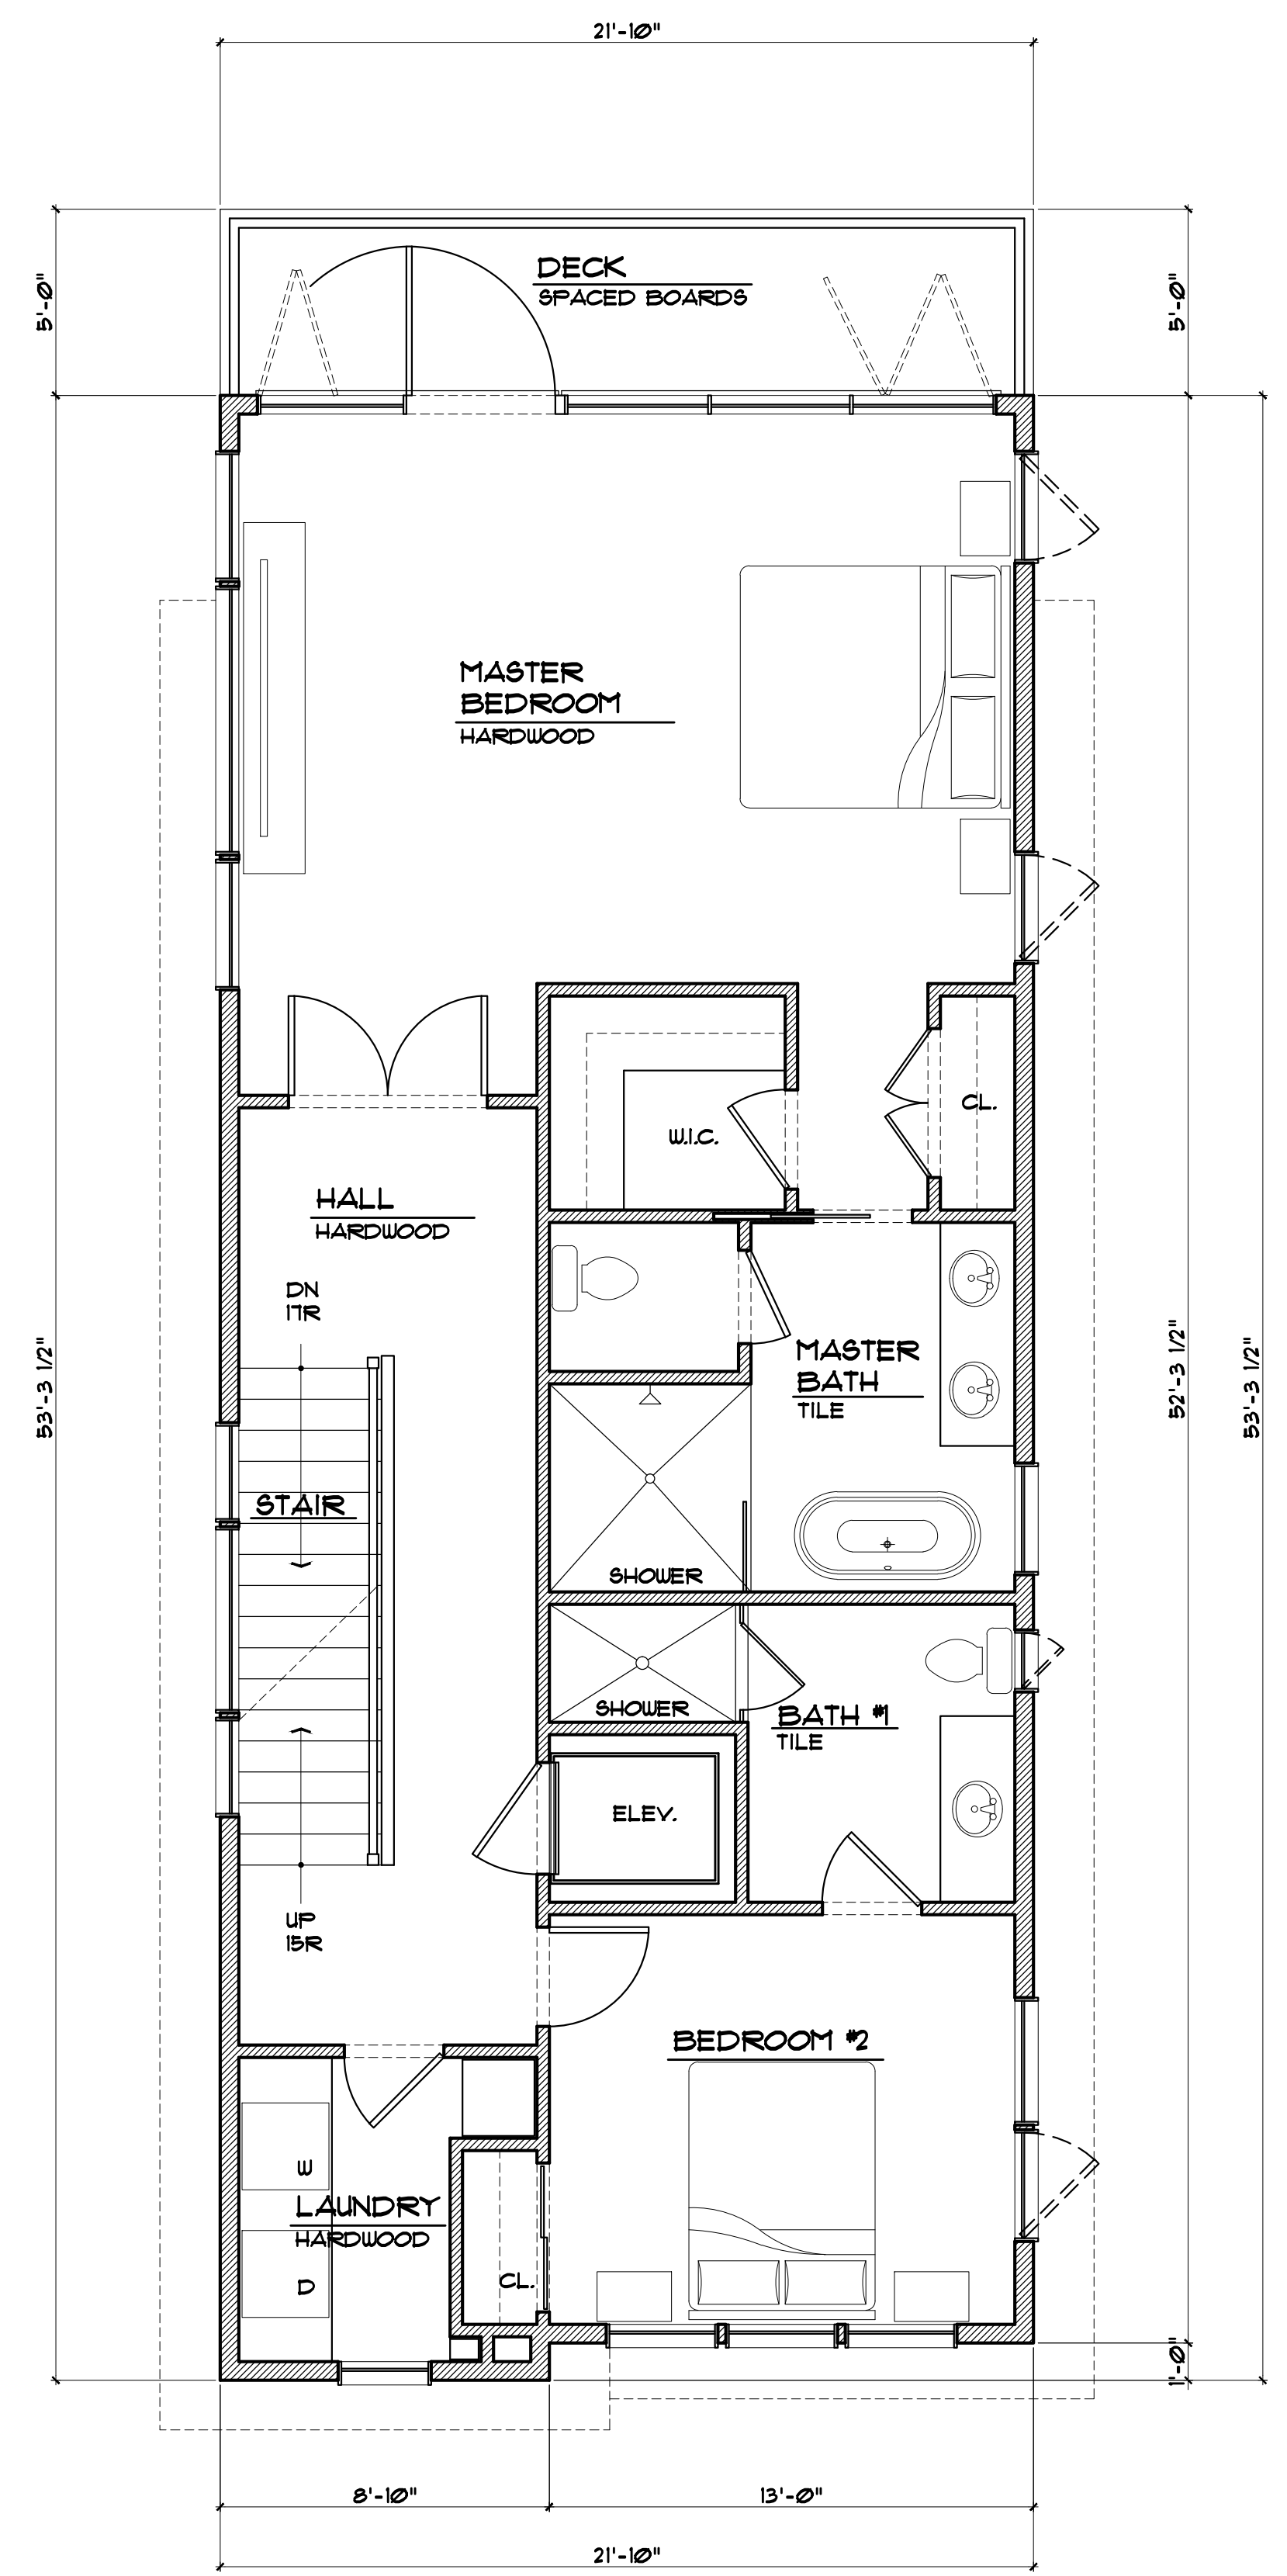 21'-10"
5'-0"
5'-0"
DECK
SPACED BOARDS
MASTER
BEDROOM
HARDWOOD
CL.
W.I.C.
HALL
HARDWOOD
DN
17R
MASTER
BATH
TILE
53'-3 1/2"
52'-3 1/2"
53'-3 1/2"
STAIR
SHOWER
SHOWER
BATH #1
TILE
ELEV.
UP
15R
BEDROOM #2
W
LAUNDRY
HARDWOOD
D
CL.
1'-0"
8'-10"
13'-0"
21'-10"